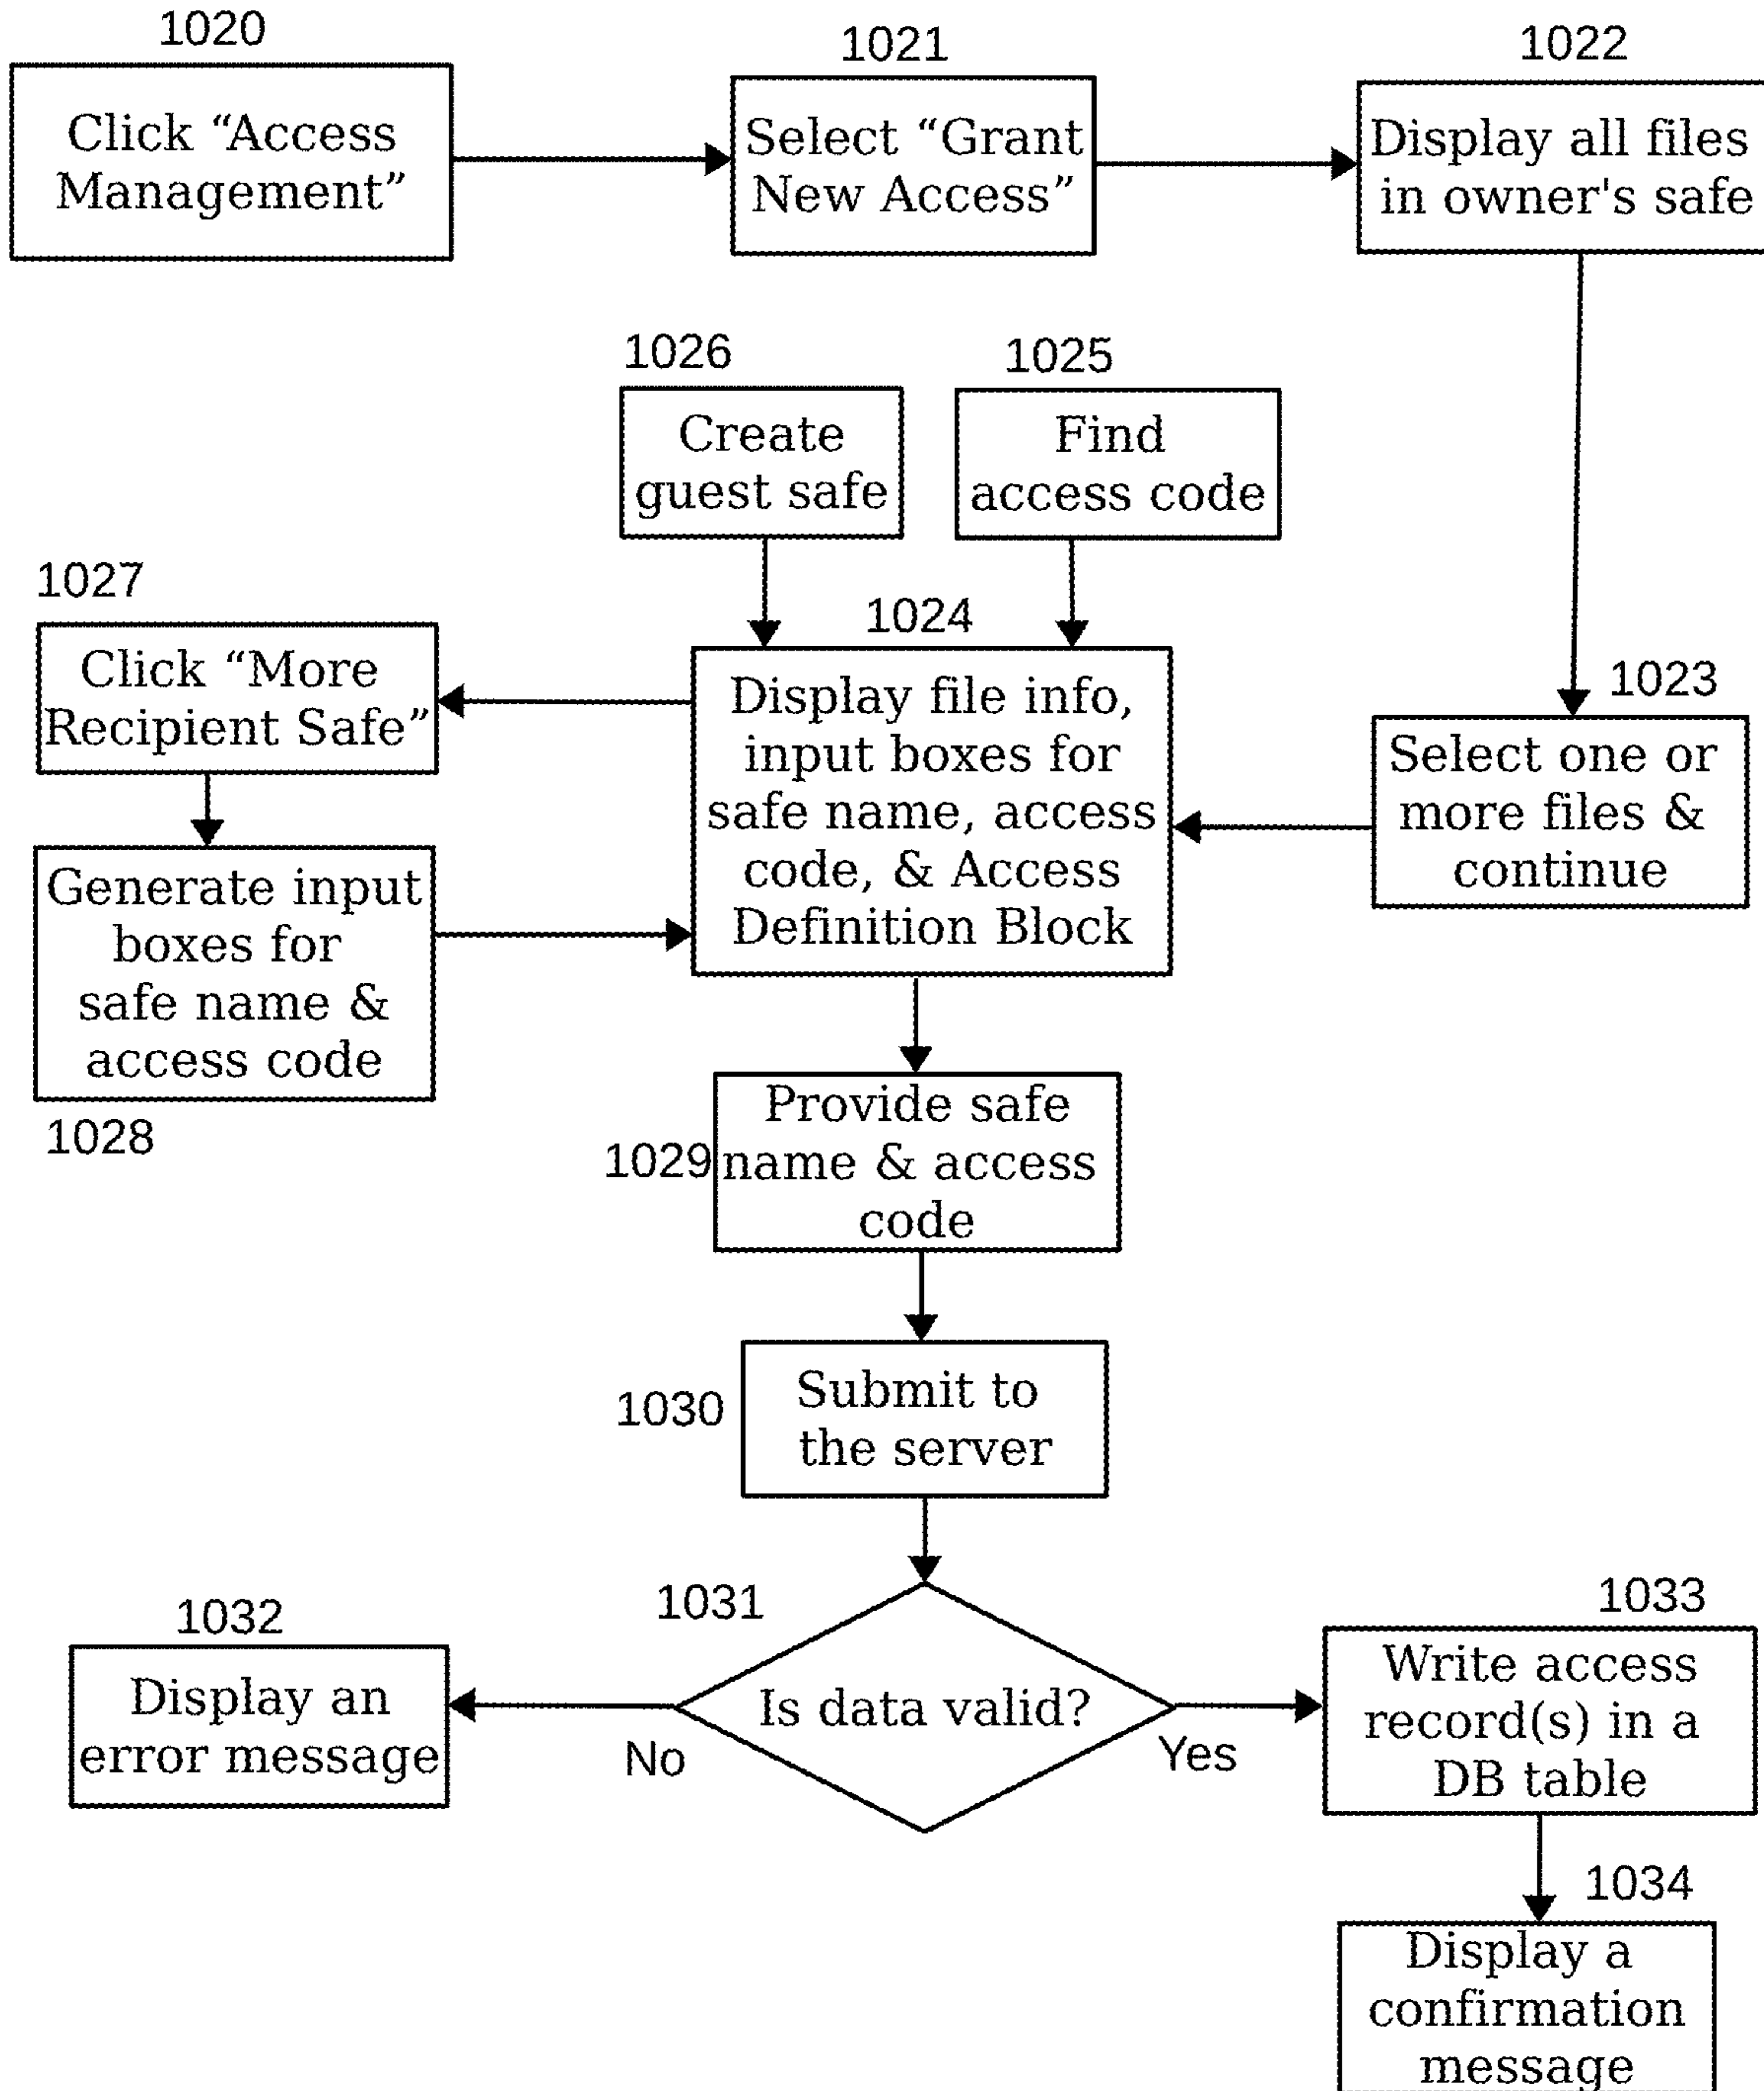 1020
Click “Access
Management”
1021
Select “Grant
New Access”
1022
Display all files
in owner's safe
1026
Create
guest safe
1025
Find
access code
1027
Click “More
Recipient Safe”
1024
Display file info,
input boxes for
safe name, access
code, & Access
Definition Block
1023
Select one or
more files &
continue
Generate input
boxes for
safe name &
access code
1028
1029
Provide safe
name & access
code
1030
Submit to
the server
1031
Is data valid?
No
Yes
1032
Display an
error message
1033
Write access
record(s) in a
DB table
1034
Display a
confirmation
message